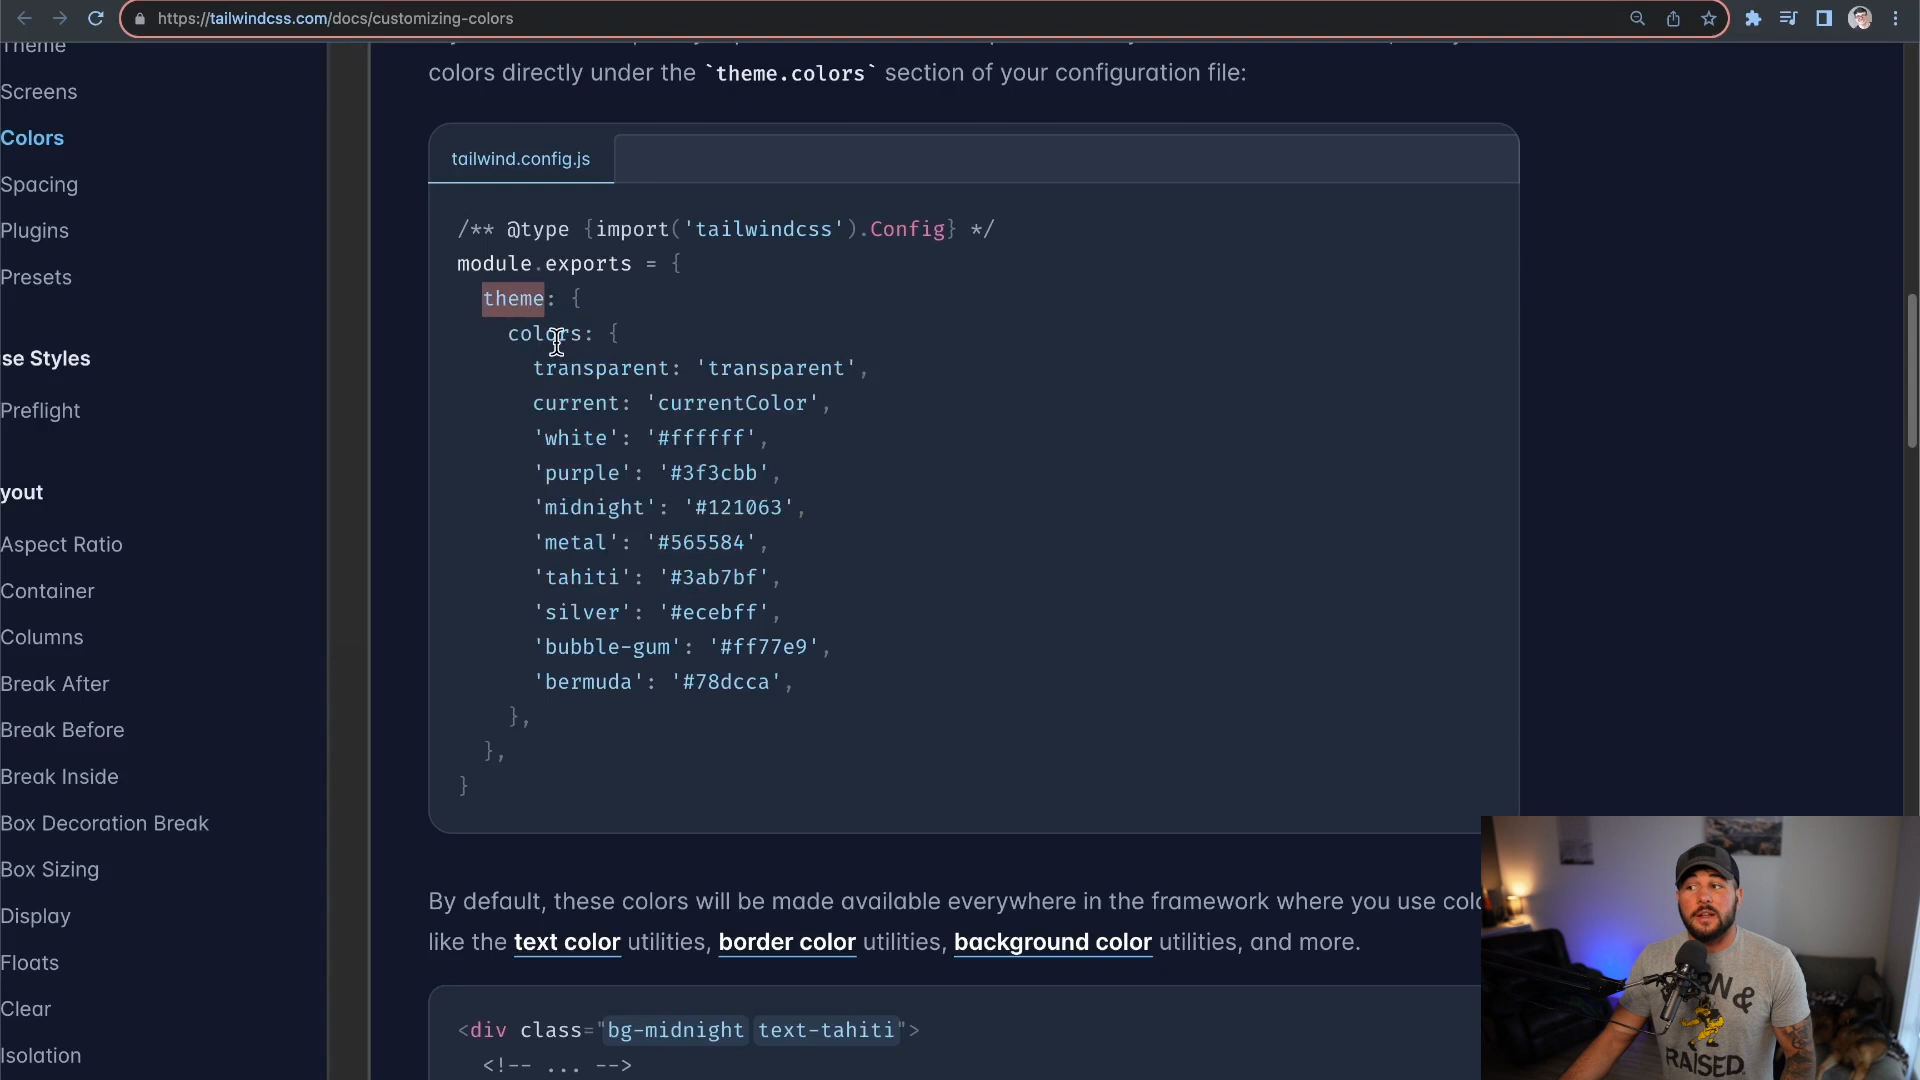 https://tailwindcss.com/docs/customizing-colors
Theme
Screens
Colors
Spacing
Plugins
Presets
se Styles
Preflight
yout
Aspect Ratio
Container
Columns
Break After
Break Before
Break Inside
Box Decoration Break
Box Sizing
Display
Floats
Clear
Isolation
colors directly under the `theme.colors` section of your configuration file:
tailwind.config.js
/** @type {import('tailwindcss').Config} */
module.exports = {
theme: {
colors: {
transparent: 'transparent',
current: 'currentColor',
'white': '#ffffff',
'purple': '#3f3cbb',
'midnight': '#121063',
'metal': '#565584',
'tahiti': '#3ab7bf',
'silver': '#ecebff',
'bubble-gum': '#ff77e9',
'bermuda': '#78dcca',
},
},
}
By default, these colors will be made available everywhere in the framework where you use colo
like the text color utilities, border color utilities, background color utilities, and more.
<div class="bg-midnight text-tahiti">
<!-- ... -->
RN &
RAISED